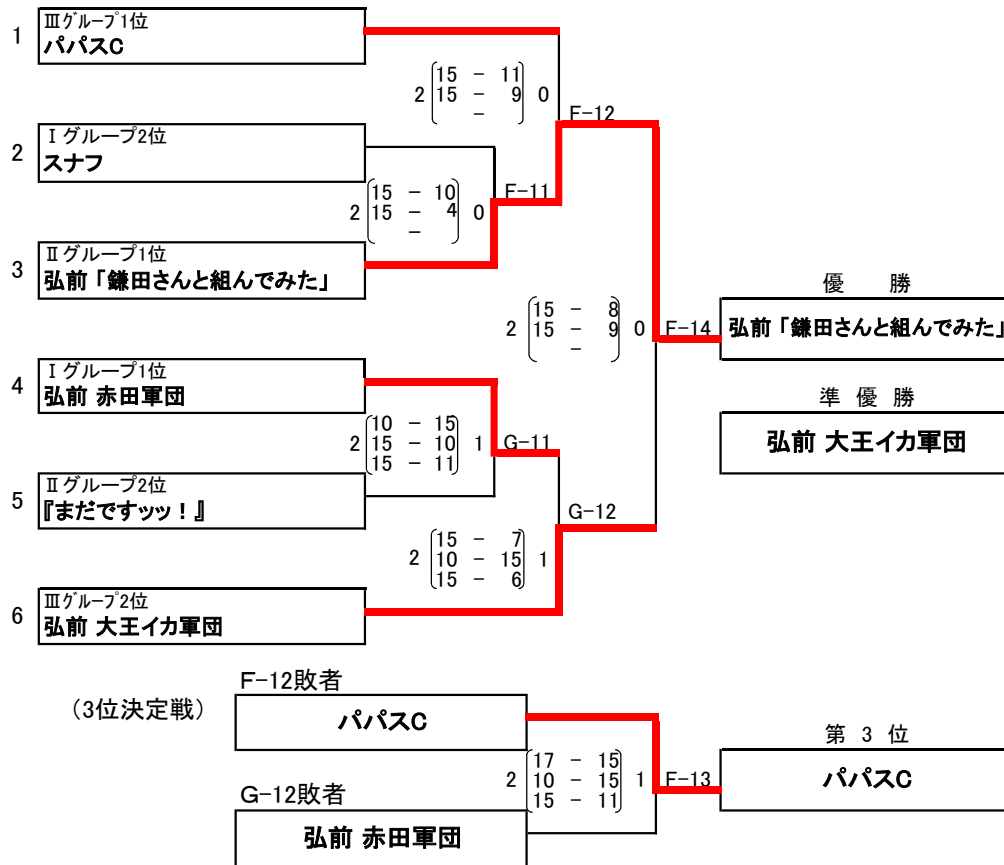 1
Ⅲグループ1位
パパスC
2
15 - 11
15 - 9
-
0
F-12
2
Ⅰグループ2位
スナフ
2
15 - 10
15 - 4
-
0
F-11
3
Ⅱグループ1位
弘前「鎌田さんと組んでみた」
2
15 - 8
15 - 9
-
0
F-14
優 勝
弘前「鎌田さんと組んでみた」
準 優 勝
弘前 大王イカ軍団
4
Ⅰグループ1位
弘前 赤田軍団
2
10 - 15
15 - 10
15 - 11
1
G-11
5
Ⅱグループ2位
『まだですッッ！』
G-12
2
15 - 7
10 - 15
15 - 6
1
6
Ⅲグループ2位
弘前 大王イカ軍団
(3位決定戦)
F-12敗者
パパスC
2
17 - 15
10 - 15
15 - 11
1
F-13
第 3 位
パパスC
G-12敗者
弘前 赤田軍団